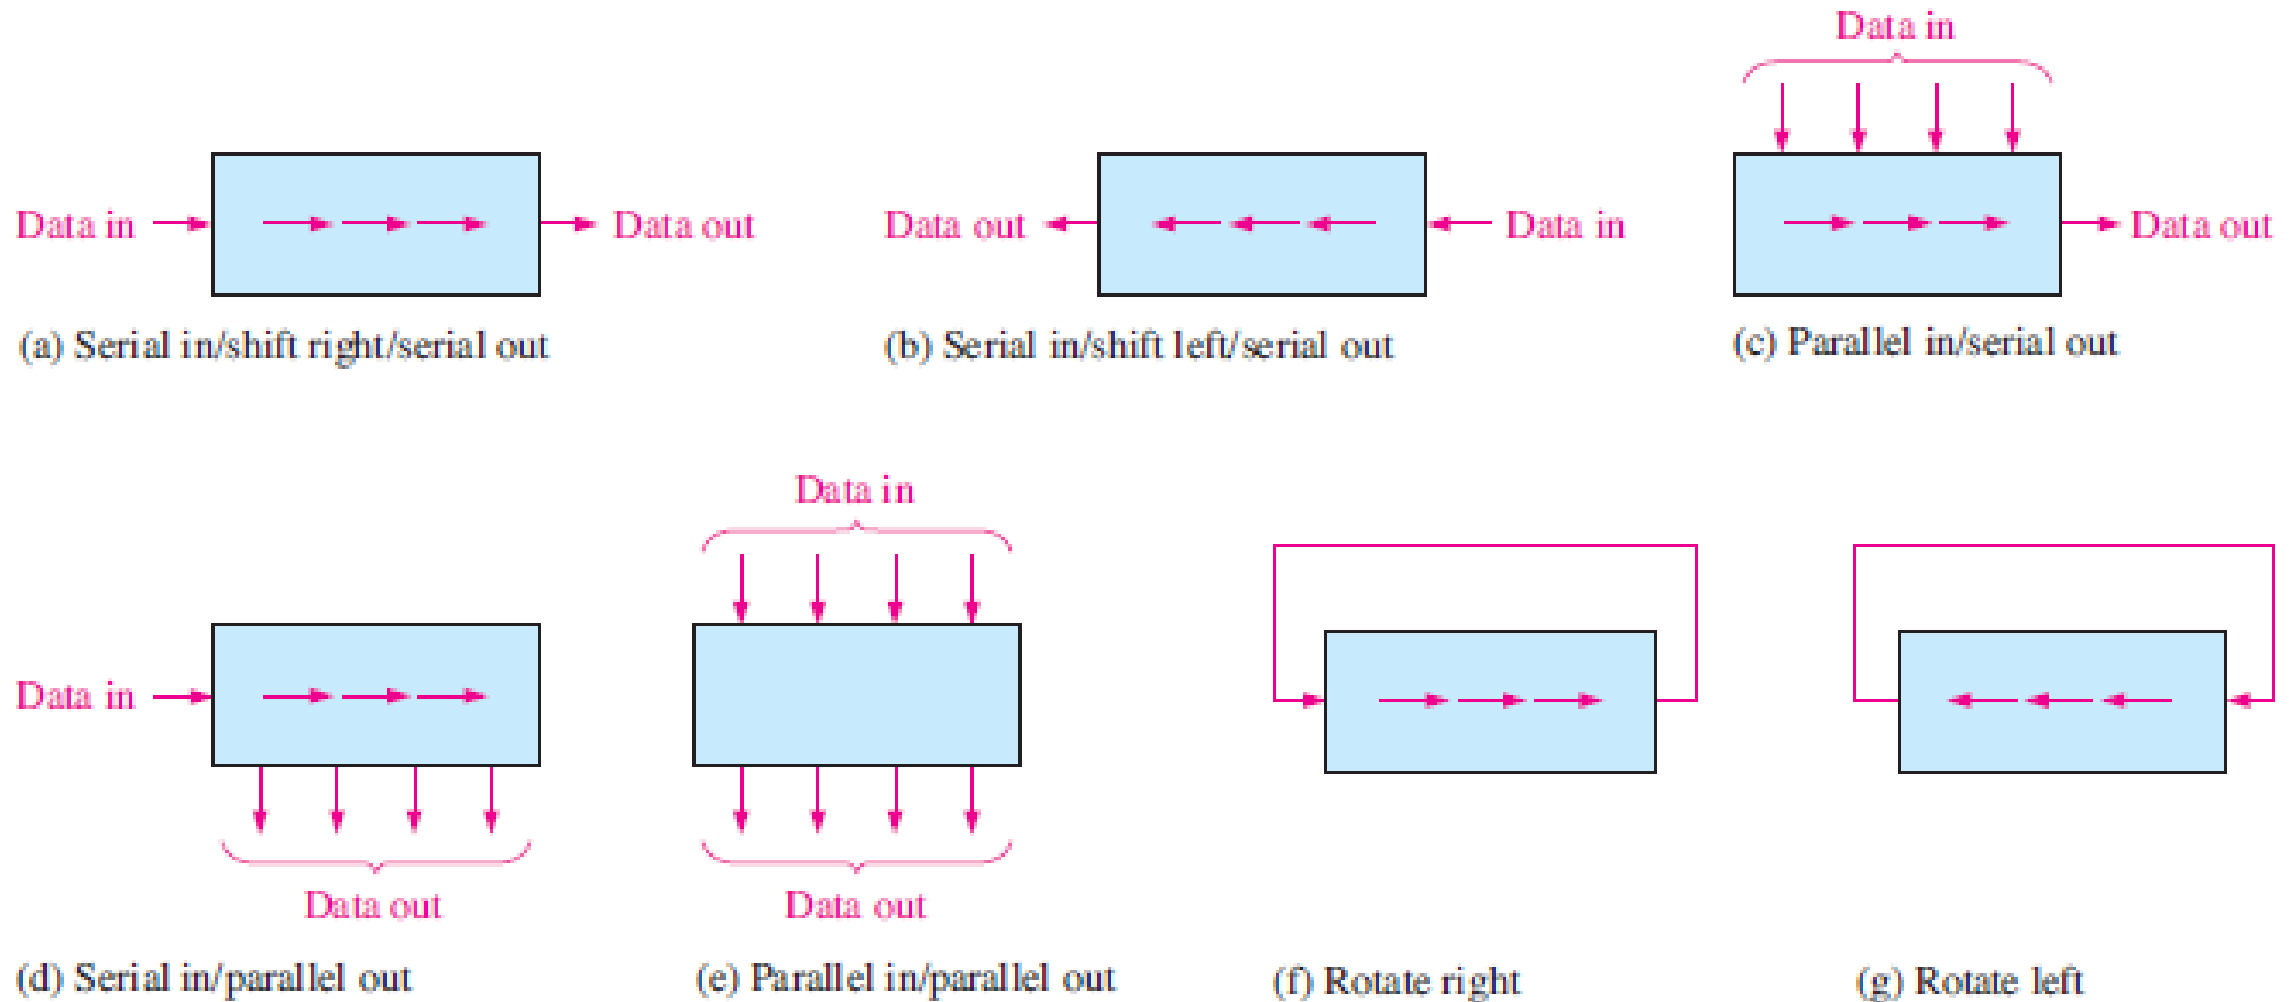 Data in
Data in
Data out
Data out
Data in
Data out
(a) Serial in/shift right/serial out
(b) Serial in/shift left/serial out
(c) Parallel in/serial out
Data in
Data in
Data out
Data out
(d) Serial in/parallel out
(e) Parallel in/parallel out
(f) Rotate right
(g) Rotate left